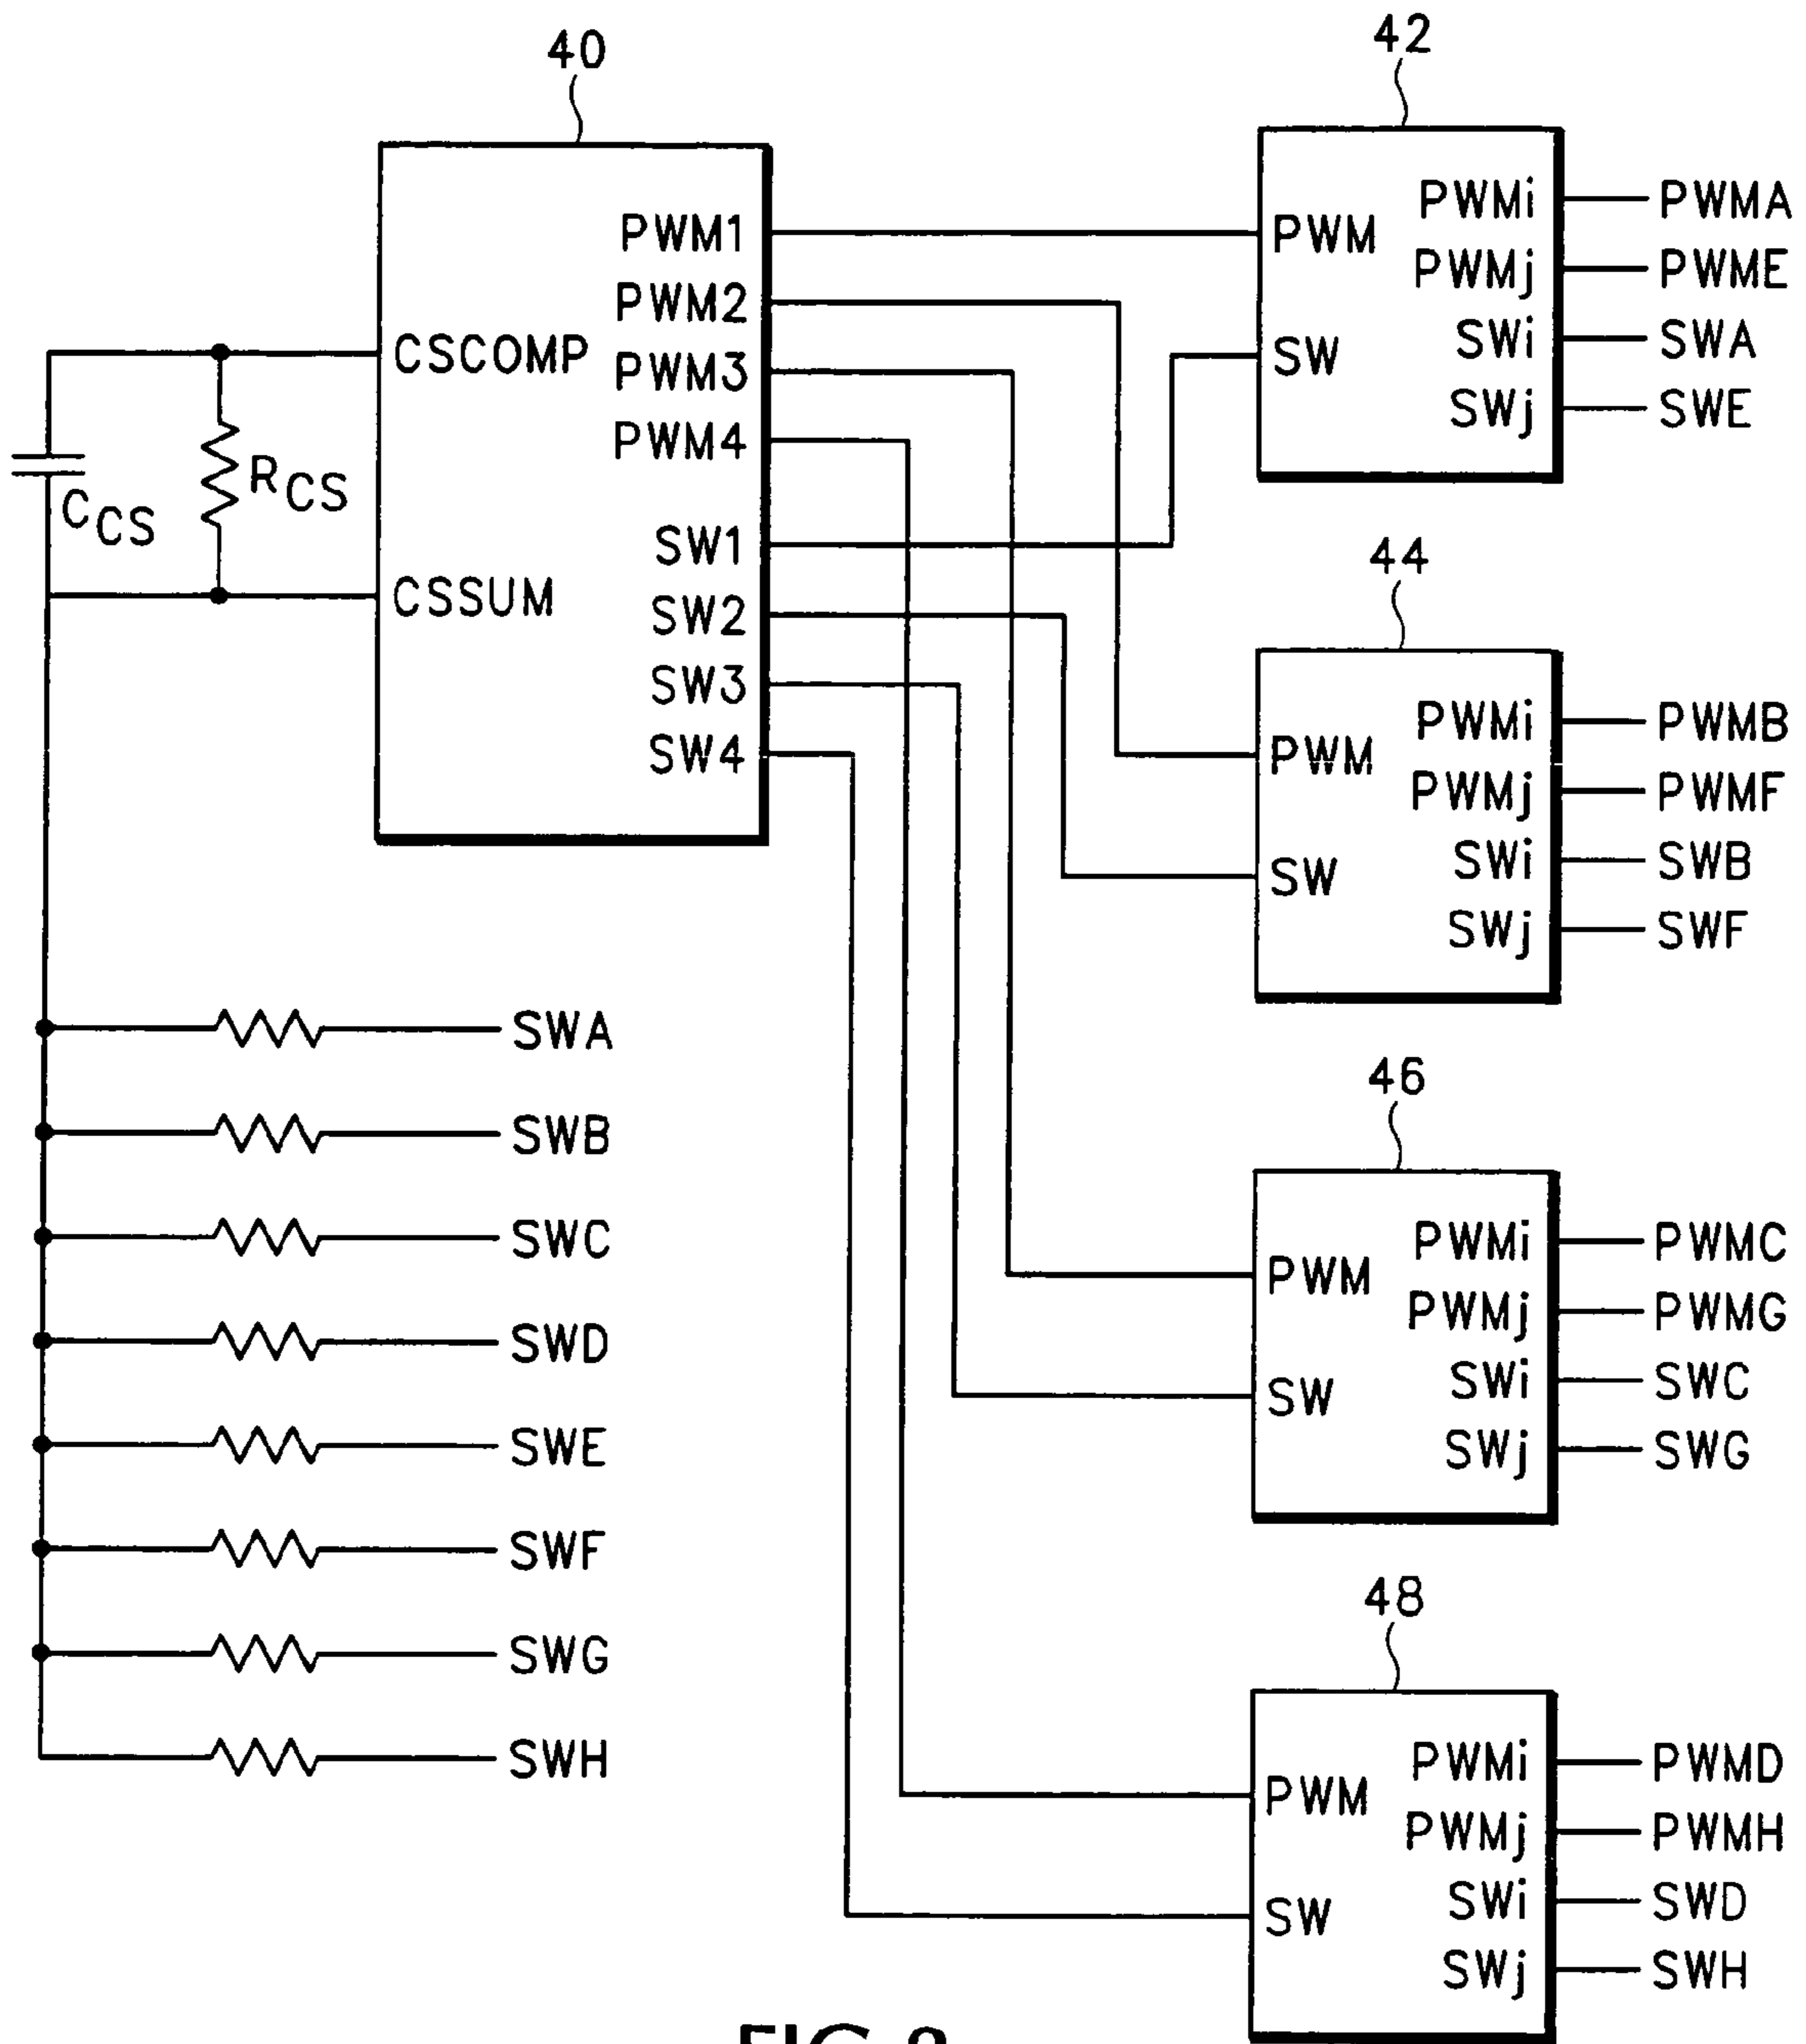 40
PWM1
PWM2
CSCOMP
PWM3
PWM4
RCS
CCS
SW1
CSSUM
SW2
SW3
SW4
SWA
SWB
SWC
SWD
SWE
SWF
SWG
SWH
42
PWM
SW
PWMi PWMA
PWMj PWME
SWi SWA
SWj SWE
44
PWM
SW
PWMi PWMB
PWMj PWMF
SWi SWB
SWj SWF
46
PWM
SW
PWMi PWMC
PWMj PWMG
SWi SWC
SWj SWG
48
PWM
SW
PWMi PWMD
PWMj PWMH
SWi SWD
SWj SWH